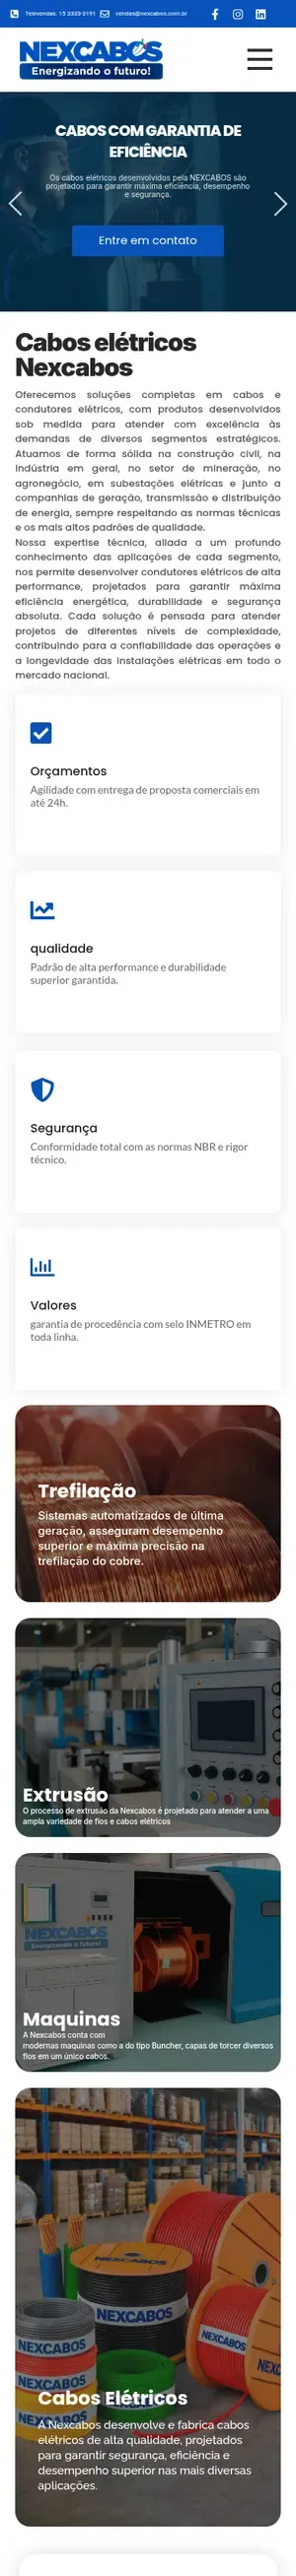 Televendas: 15 3333-3191 vendas@nexcabos.com.br
NEXCABOS
Energizando o futuro!
CABOS COM GARANTIA DE
EFICIÊNCIA
Os cabos elétricos desenvolvidos pela NEXCABOS são
projetados para garantir máxima eficiência, desempenho
e segurança.
Entre em contato
Cabos elétricos
Nexcabos
Oferecemos soluções completas em cabos e
condutores elétricos, com produtos desenvolvidos
sob medida para atender com excelência às
demandas de diversos segmentos estratégicos.
Atuamos de forma sólida na construção civil, na
indústria em geral, no setor de mineração, no
agronegócio, em subestações elétricas e junto a
companhias de geração, transmissão e distribuição
de energia, sempre respeitando as normas técnicas
e os mais altos padrões de qualidade.
Nossa expertise técnica, aliada a um profundo
conhecimento das aplicações de cada segmento,
nos permite desenvolver condutores elétricos de alta
performance, projetados para garantir máxima
eficiência energética, durabilidade e segurança
absoluta. Cada solução é pensada para atender
projetos de diferentes níveis de complexidade,
contribuindo para a confiabilidade das operações e
a longevidade das instalações elétricas em todo o
mercado nacional.
Orçamentos
Agilidade com entrega de proposta comerciais em
até 24h.
qualidade
Padrão de alta performance e durabilidade
superior garantida.
Segurança
Conformidade total com as normas NBR e rigor
técnico.
Valores
garantia de procedência com selo INMETRO em
toda linha.
Trefilação
Sistemas automatizados de última
geração, asseguram desempenho
superior e máxima precisão na
trefilação do cobre.
Extrusão
O processo de extrusão da Nexcabos é projetado para atender a uma
ampla variedade de fios e cabos elétricos
NEXCABOS
Energizando o futuro!
Maquinas
A Nexcabos conta com
modernas maquinas como a do tipo Buncher, capas de torcer diversos
fios em um único cabos.
NEXCABOS
NEXCABOS
NEXCABOS
NEXCABOS
NEXCABOS
NEXC
Cabos Elétricos
A Nexcabos desenvolve e fabrica cabos
elétricos de alta qualidade, projetados
para garantir segurança, eficiência e
desempenho superior nas mais diversas
aplicações.